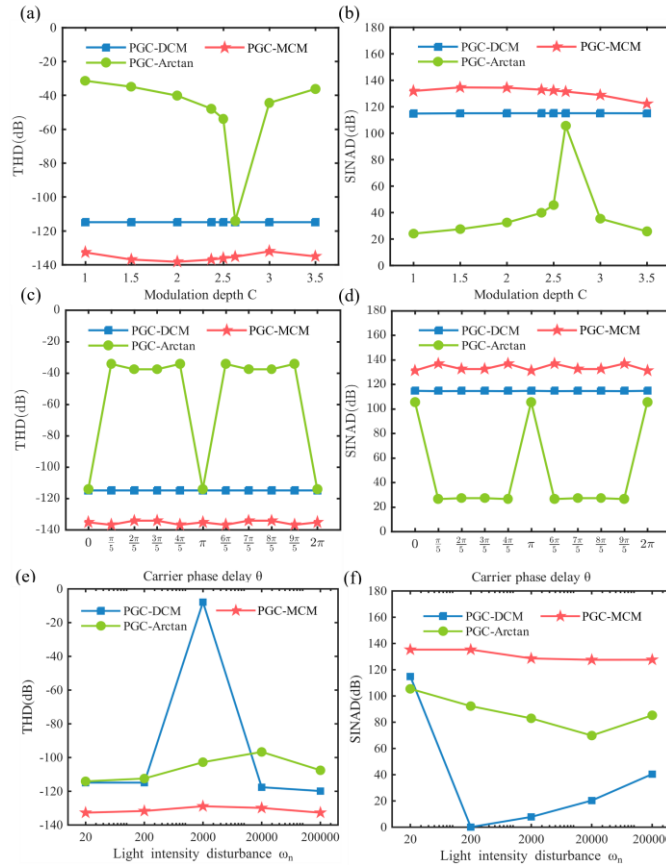 (a)
PGC-DCM
PGC-MCM
PGC-Arctan
THD(dB)
0
-20
-40
-60
-80
-100
-120
-140
1
1.5
2
2.5
3
3.5
Modulation depth C
(b)
PGC-DCM
PGC-MCM
PGC-Arctan
SINAD(dB)
180
160
140
120
100
80
60
40
20
0
1
1.5
2
2.5
3
3.5
Modulation depth C
(c)
PGC-DCM
PGC-MCM
PGC-Arctan
THD(dB)
0
-20
-40
-60
-80
-100
-120
-140
0 π/5 2π/5 3π/5 4π/5 π 6π/5 7π/5 8π/5 9π/5 2π
Carrier phase delay θ
(d)
PGC-DCM
PGC-MCM
PGC-Arctan
SINAD(dB)
180
160
140
120
100
80
60
40
20
0
0 π/5 2π/5 3π/5 4π/5 π 6π/5 7π/5 8π/5 9π/5 2π
Carrier phase delay θ
(e)
PGC-DCM
PGC-MCM
PGC-Arctan
THD(dB)
0
-20
-40
-60
-80
-100
-120
-140
20
200
2000
20000
200000
Light intensity disturbance ωn
(f)
PGC-DCM
PGC-MCM
PGC-Arctan
SINAD(dB)
180
160
140
120
100
80
60
40
20
0
20
200
2000
20000
200000
Light intensity disturbance ωn